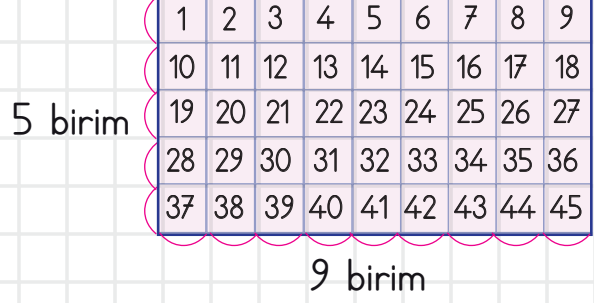 1 2 3 4 5 6 7 8 9
10 11 12 13 14 15 16 17 18
5 birim 19 20 21 22 23 24 25 26 27
28 29 30 31 32 33 34 35 36
37 38 39 40 41 42 43 44 45
9 birim